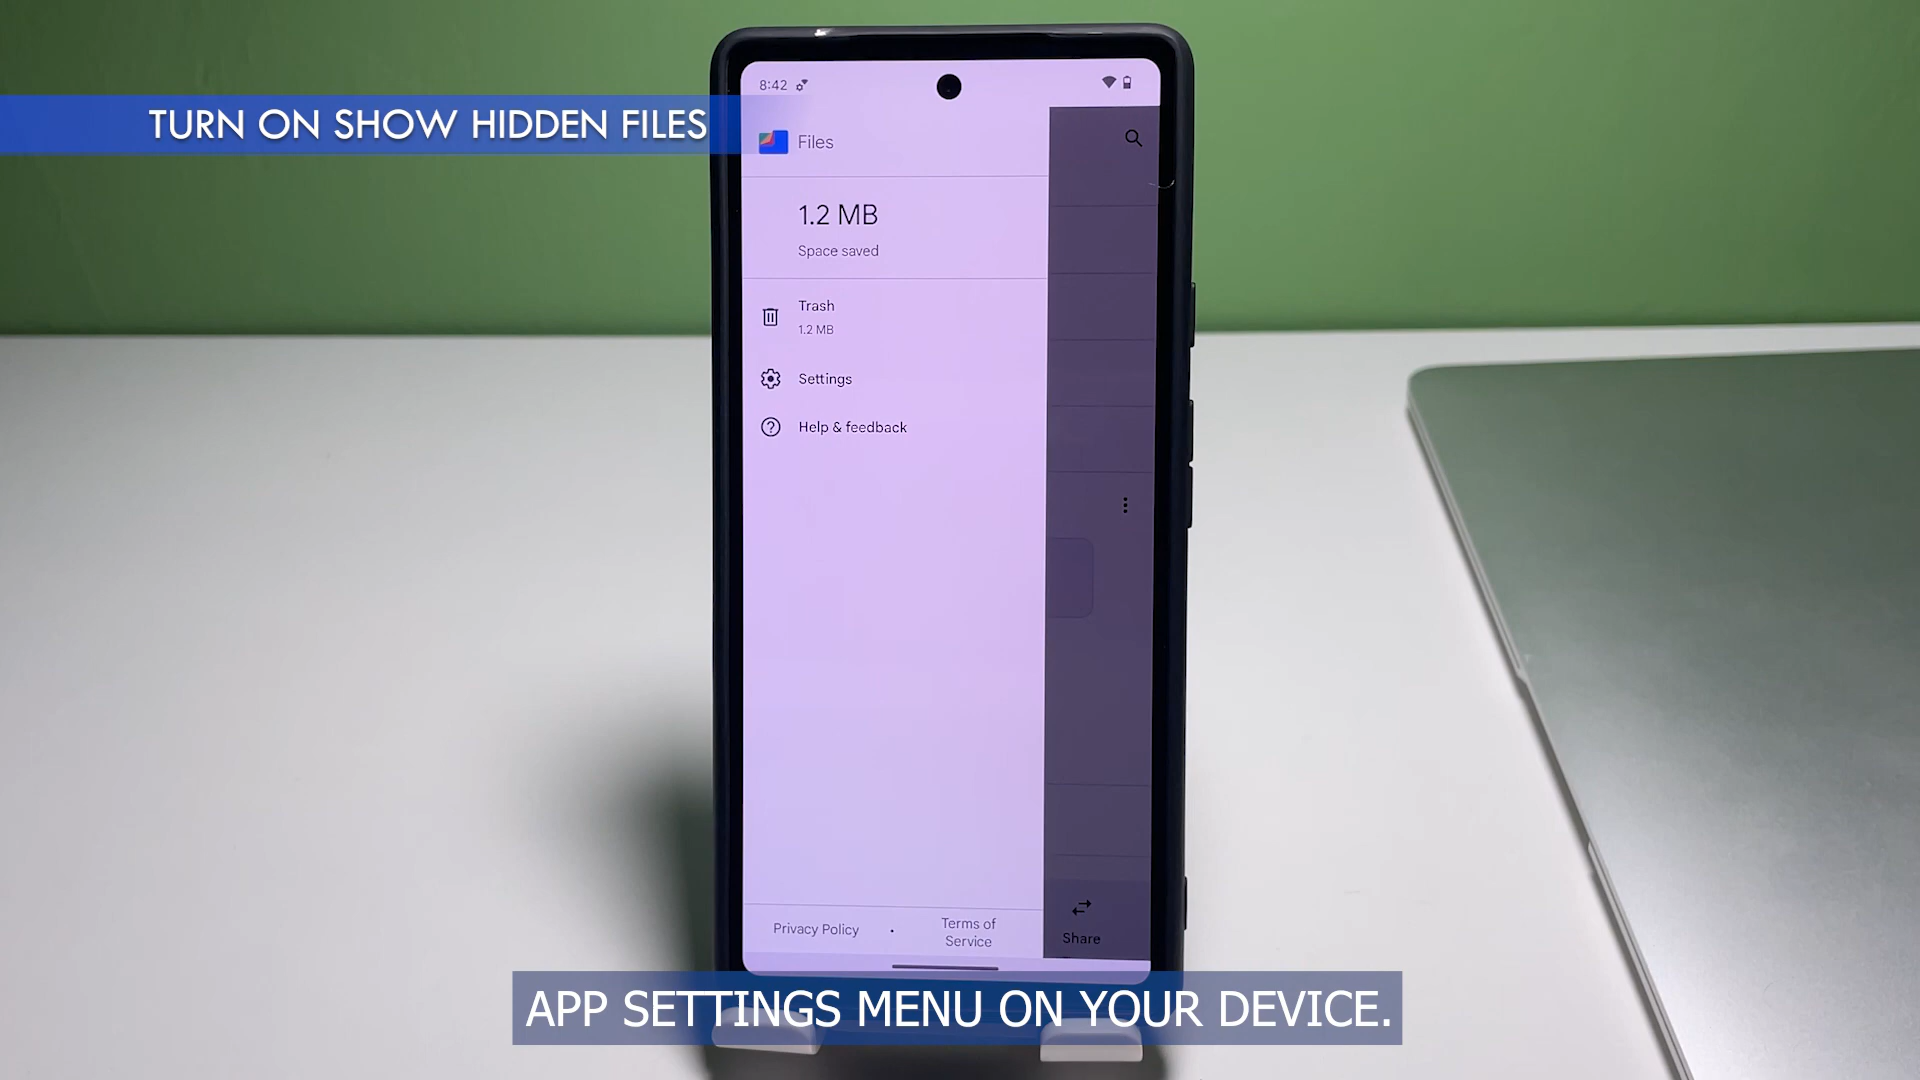 8:42
TURN ON SHOW HIDDEN FILES
Files
1.2 MB
Space saved
Trash
1.2 MB
Settings
Help & feedback
Privacy Policy
Terms of
Service
Share
APP SETTINGS MENU ON YOUR DEVICE.